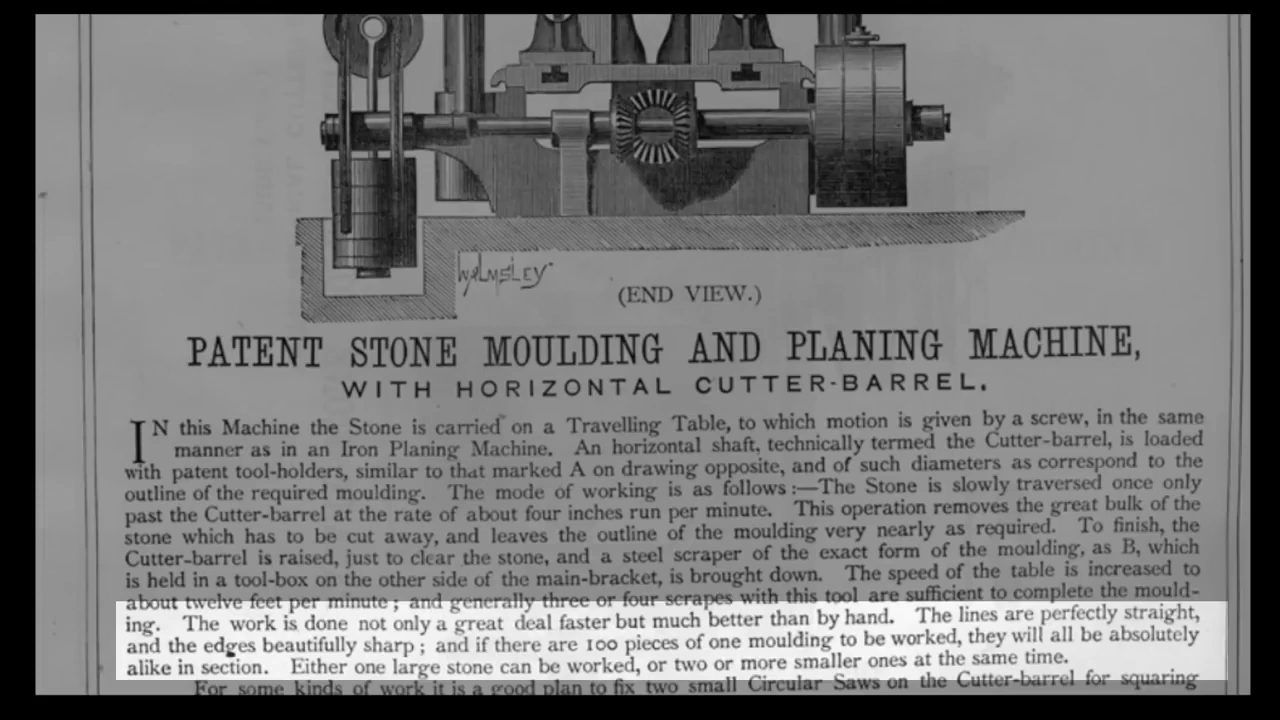 WALMSLEY
(END VIEW.)
PATENT STONE MOULDING AND PLANING MACHINE,
WITH HORIZONTAL CUTTER-BARREL.
IN this Machine the Stone is carried on a Travelling Table, to which motion is given by a screw, in the same
manner as in an Iron Planing Machine. An horizontal shaft, technically termed the Cutter-barrel, is loaded
with patent tool-holders, similar to that marked A on drawing opposite, and of such diameters as correspond to the
outline of the required moulding. The mode of working is as follows:—The Stone is slowly traversed once only
past the Cutter-barrel at the rate of about four inches run per minute. This operation removes the great bulk of the
stone which has to be cut away, and leaves the outline of the moulding very nearly as required. To finish, the
Cutter-barrel is raised, just to clear the stone, and a steel scraper of the exact form of the moulding, as B, which
is held in a tool-box on the other side of the main-bracket, is brought down. The speed of the table is increased to
about twelve feet per minute; and generally three or four scrapes with this tool are sufficient to complete the mould-
ing. The work is done not only a great deal faster but much better than by hand. The lines are perfectly straight,
and the edges beautifully sharp; and if there are 100 pieces of one moulding to be worked, they will all be absolutely
alike in section. Either one large stone can be worked, or two or more smaller ones at the same time.
For some kinds of work it is a good plan to fix two small Circular Saws on the Cutter-barrel for squaring